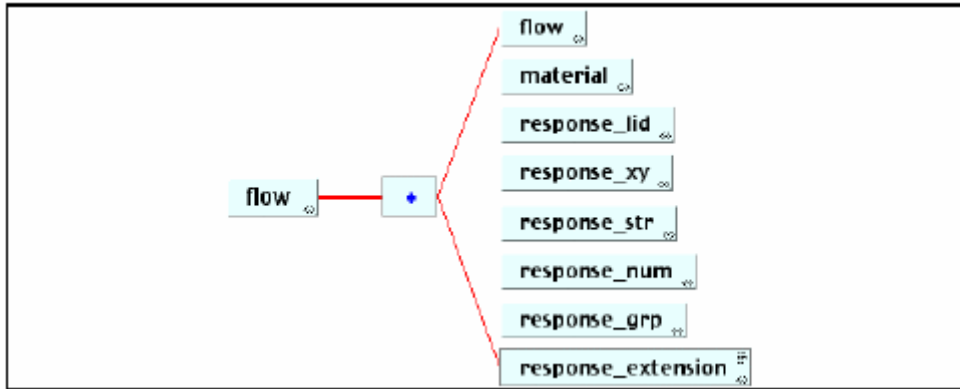 flow
material
response_lid
response_xy
flow
response_str
response_num
response_grp
response_extension